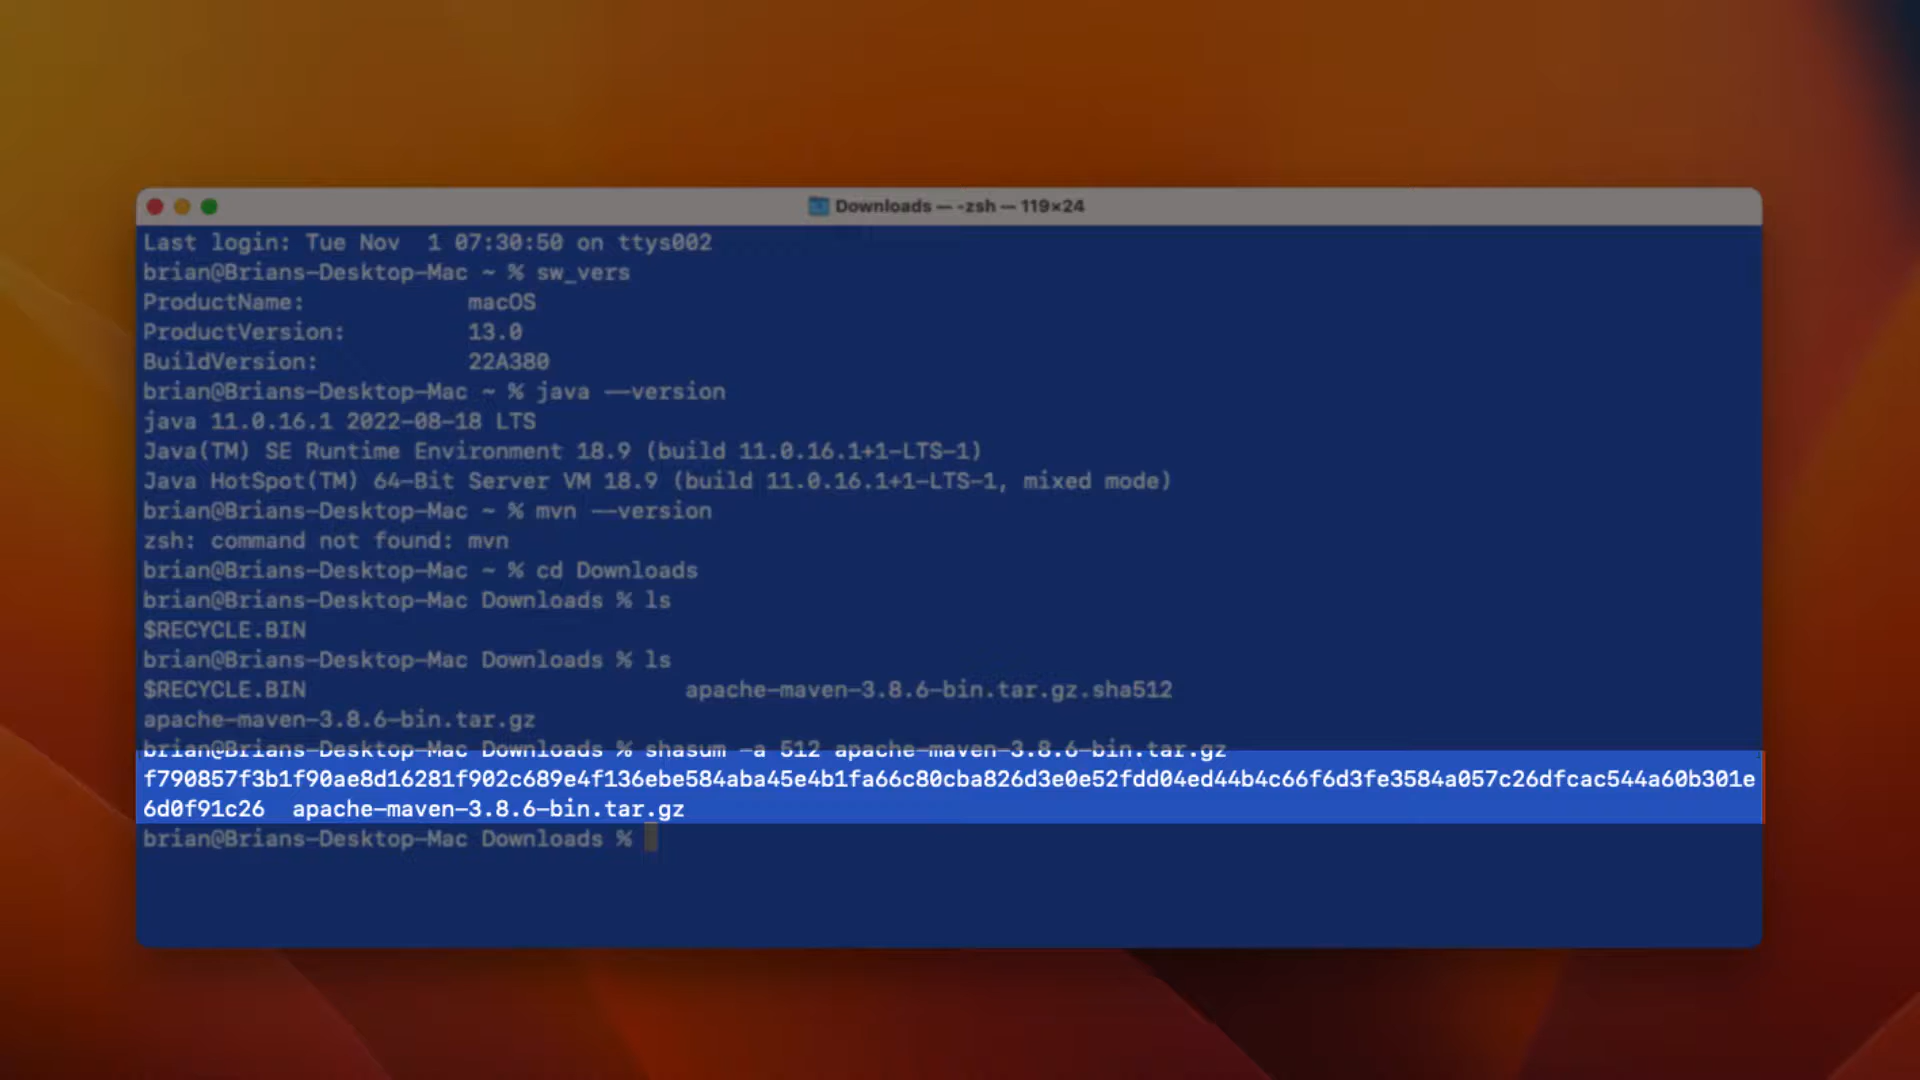 Downloads — -zsh — 119×24
Last login: Tue Nov  1 07:30:50 on ttys002
brian@Brians-Desktop-Mac ~ % sw_vers
ProductName:            macOS
ProductVersion:         13.0
BuildVersion:           22A380
brian@Brians-Desktop-Mac ~ % java --version
java 11.0.16.1 2022-08-18 LTS
Java(TM) SE Runtime Environment 18.9 (build 11.0.16.1+1-LTS-1)
Java HotSpot(TM) 64-Bit Server VM 18.9 (build 11.0.16.1+1-LTS-1, mixed mode)
brian@Brians-Desktop-Mac ~ % mvn --version
zsh: command not found: mvn
brian@Brians-Desktop-Mac ~ % cd Downloads
brian@Brians-Desktop-Mac Downloads % ls
$RECYCLE.BIN
brian@Brians-Desktop-Mac Downloads % ls
$RECYCLE.BIN                            apache-maven-3.8.6-bin.tar.gz.sha512
apache-maven-3.8.6-bin.tar.gz
brian@Brians-Desktop-Mac Downloads % shasum -a 512 apache-maven-3.8.6-bin.tar.gz
f790857f3b1f90ae8d16281f902c689e4f136ebe584aba45e4b1fa66c80cba826d3e0e52fdd04ed44b4c66f6d3fe3584a057c26dfcac544a60b301e
6d0f91c26  apache-maven-3.8.6-bin.tar.gz
brian@Brians-Desktop-Mac Downloads %